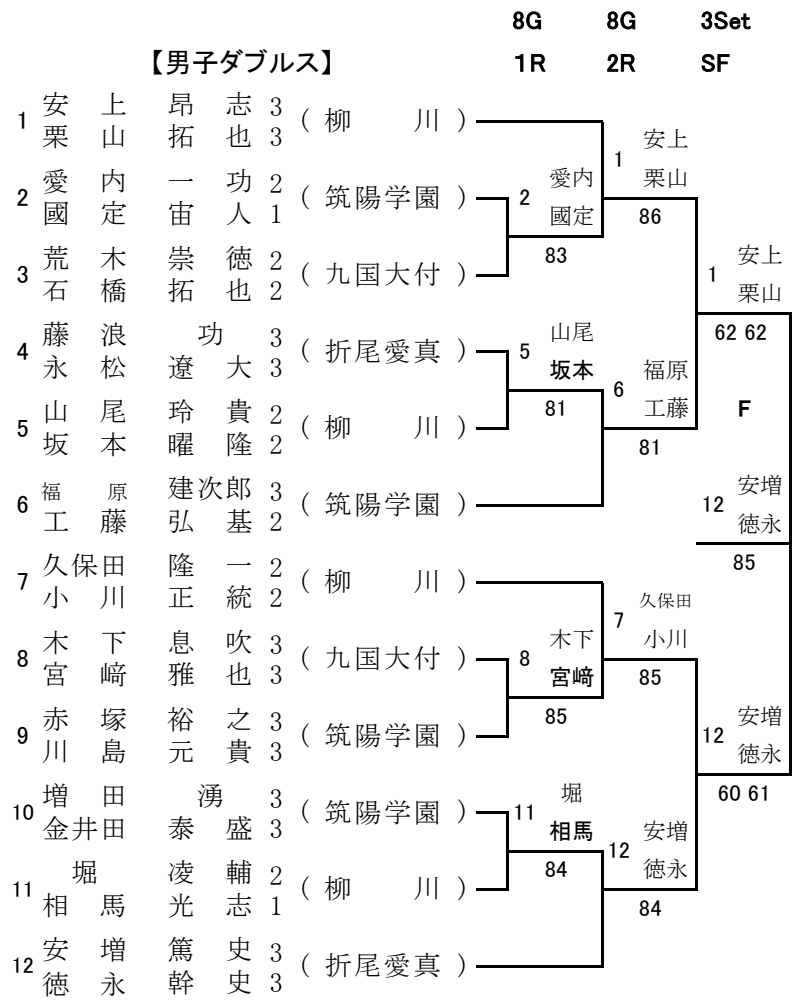 8G 8G 3Set
【男子ダブルス】 1R 2R SF
1 安上 昂志 3 (柳川)
栗山 拓也 3
2 愛内 一功 2 (筑陽学園)
國定 宙人 1
3 荒木 崇徳 2 (九国大付)
石橋 拓也 2
4 藤浪 功 3 (折尾愛真)
永松 遼大 3
5 山尾 玲貴 2 (柳川)
坂本 曜隆 2
6 福原 建次郎 3 (筑陽学園)
工藤 弘基 2
7 久保田 隆一 2 (柳川)
小川 正統 2
8 木下 息吹 3 (九国大付)
宮﨑 雅也 3
9 赤塚 裕之 3 (筑陽学園)
川島 元貴 3
10 増田 湧 3 (筑陽学園)
金井田 泰盛 3
11 堀 凌輔 2 (柳川)
相馬 光志 1
12 安増 篤史 3 (折尾愛真)
徳永 幹史 3
2 愛内
國定
83
5 山尾
坂本
81
8 木下
宮﨑
85
11 堀
相馬
84
1 安上
栗山
86
6 福原
工藤
81
7 久保田
小川
85
12 安増
徳永
84
1 安上
栗山
62 62
F
12 安増
徳永
85
12 安増
徳永
60 61